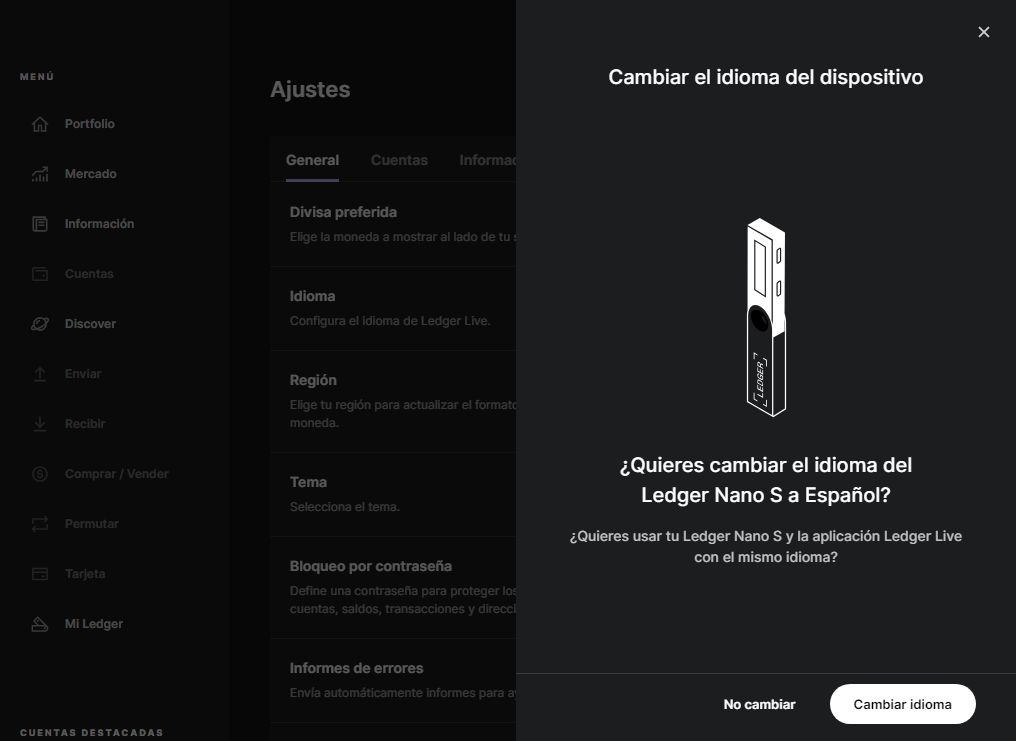 MENÚ
Portfolio
Mercado
Información
Cuentas
Discover
Enviar
Recibir
Comprar / Vender
Permutar
Tarjeta
Mi Ledger
CUENTAS DESTACADAS
Ajustes
General Cuentas
Divisa preferida
Elige la moneda a mostrar al lado de tu
Idioma
Configura el idioma de Ledger Live.
Región
Elige tu región para actualizar el formato
moneda.
Tema
Selecciona el tema.
Bloqueo por contraseña
Define una contraseña para proteger los
cuentas, saldos, transacciones y direcci
Informes de errores
Envía automáticamente informes para ay
Cambiar el idioma del dispositivo
LEDGER
¿Quieres cambiar el idioma del
Ledger Nano S a Español?
¿Quieres usar tu Ledger Nano S y la aplicación Ledger Live
con el mismo idioma?
No cambiar
Cambiar idioma